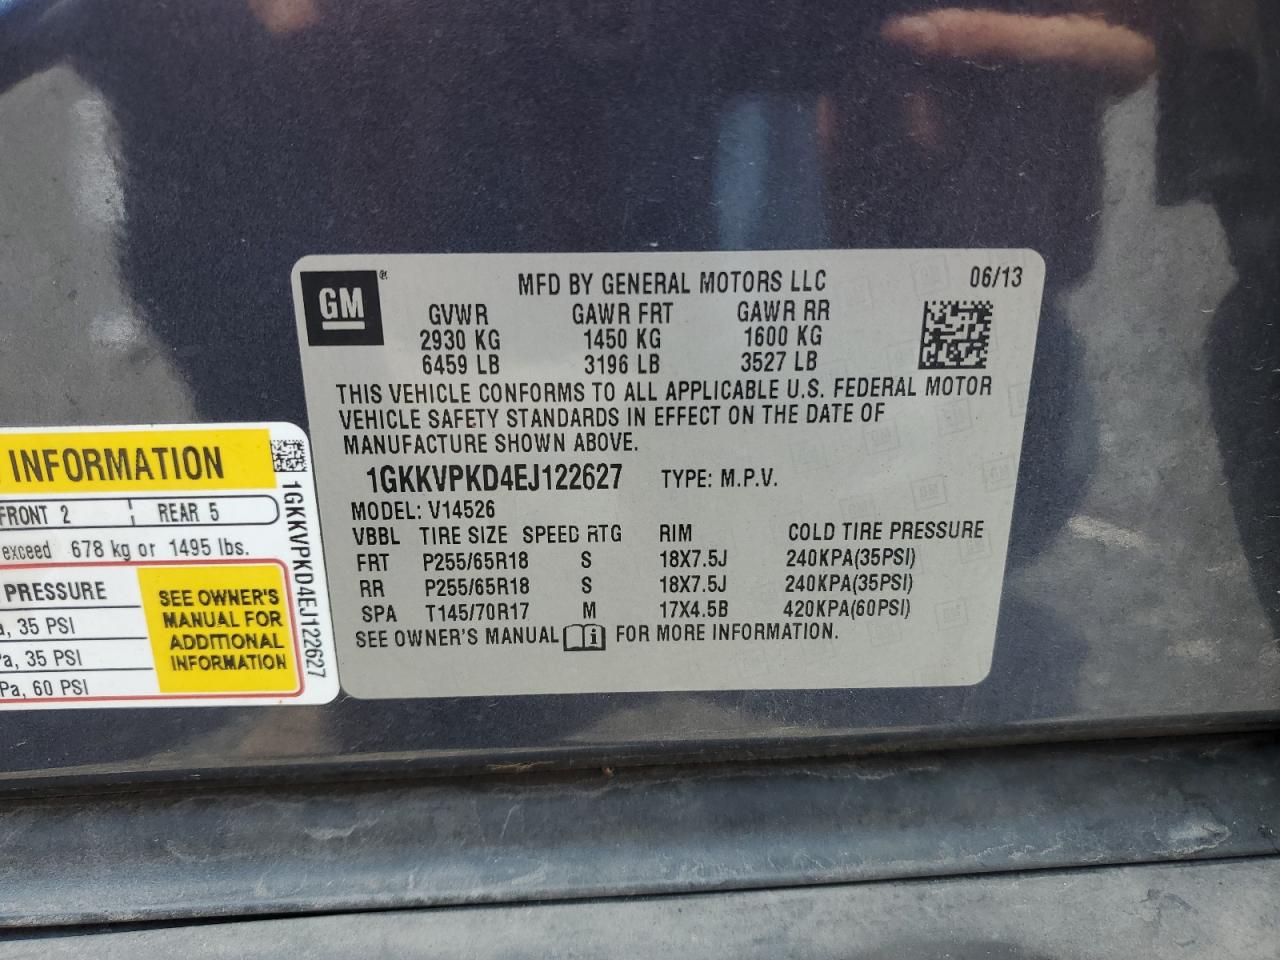 GM®
MFD BY GENERAL MOTORS LLC 06/13
GVWR GAWR FRT GAWR RR
2930 KG 1450 KG 1600 KG
6459 LB 3196 LB 3527 LB
THIS VEHICLE CONFORMS TO ALL APPLICABLE U.S. FEDERAL MOTOR
VEHICLE SAFETY STANDARDS IN EFFECT ON THE DATE OF
MANUFACTURE SHOWN ABOVE.
1GKKVPKD4EJ122627 TYPE: M.P.V.
MODEL: V14526
VBBL TIRE SIZE SPEED RTG RIM COLD TIRE PRESSURE
FRT P255/65R18 S 18X7.5J 240KPA(35PSI)
RR P255/65R18 S 18X7.5J 240KPA(35PSI)
SPA T145/70R17 M 17X4.5B 420KPA(60PSI)
SEE OWNER'S MANUAL i FOR MORE INFORMATION.
INFORMATION
FRONT 2 REAR 5
exceed 678 kg or 1495 lbs.
PRESSURE
a, 35 PSI
Pa, 35 PSI
Pa, 60 PSI
SEE OWNER'S
MANUAL FOR
ADDITIONAL
INFORMATION
1GKKVPKD4EJ122627